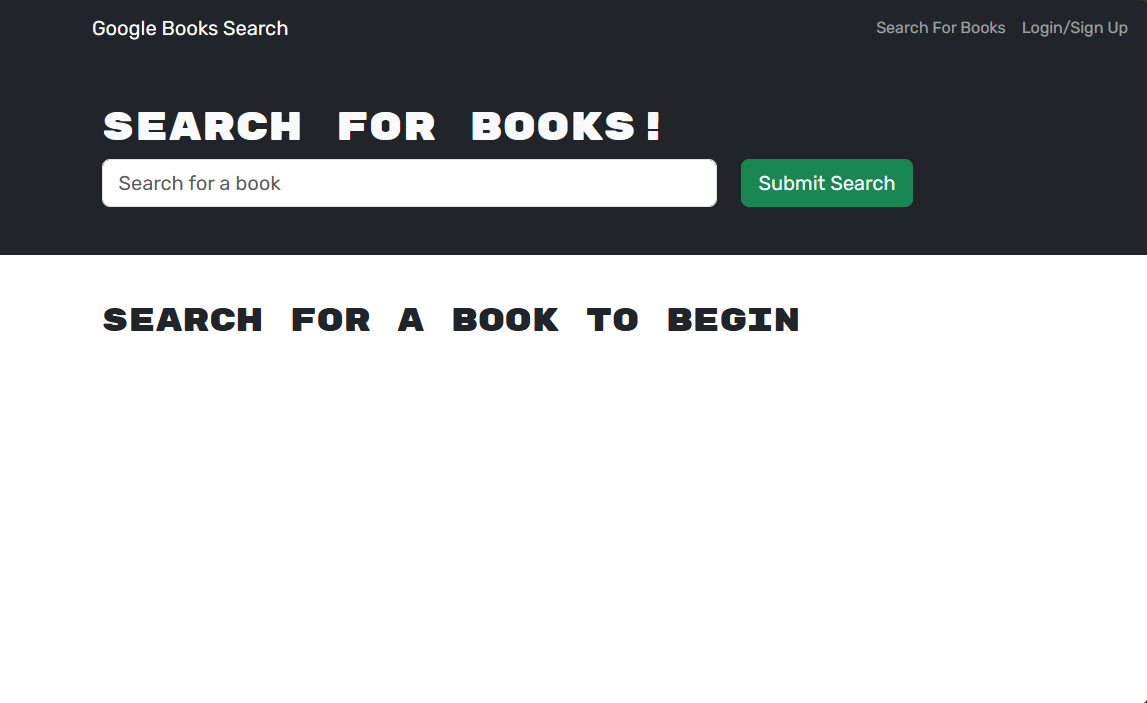 Google Books Search
Search For Books
Login/Sign Up
SEARCH FOR BOOKS!
Search for a book
Submit Search
SEARCH FOR A BOOK TO BEGIN